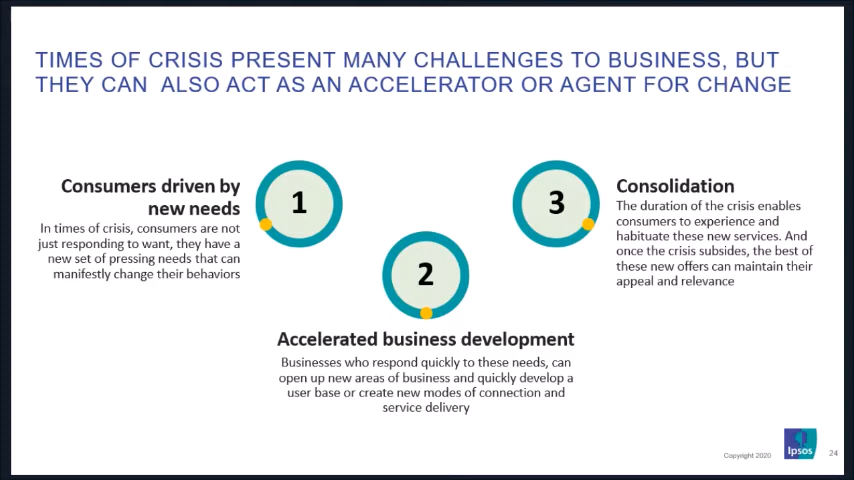 TIMES OF CRISIS PRESENT MANY CHALLENGES TO BUSINESS, BUT
THEY CAN ALSO ACT AS AN ACCELERATOR OR AGENT FOR CHANGE
1
Consumers driven by
new needs
In times of crisis, consumers are not
just responding to want, they have a
new set of pressing needs that can
manifestly change their behaviors
2
Accelerated business development
Businesses who respond quickly to these needs, can
open up new areas of business and quickly develop a
user base or create new modes of connection and
service delivery
3
Consolidation
The duration of the crisis enables
consumers to experience and
habituate these new services. And
once the crisis subsides, the best of
these new offers can maintain their
appeal and relevance
Copyright 2020
Ipsos
24